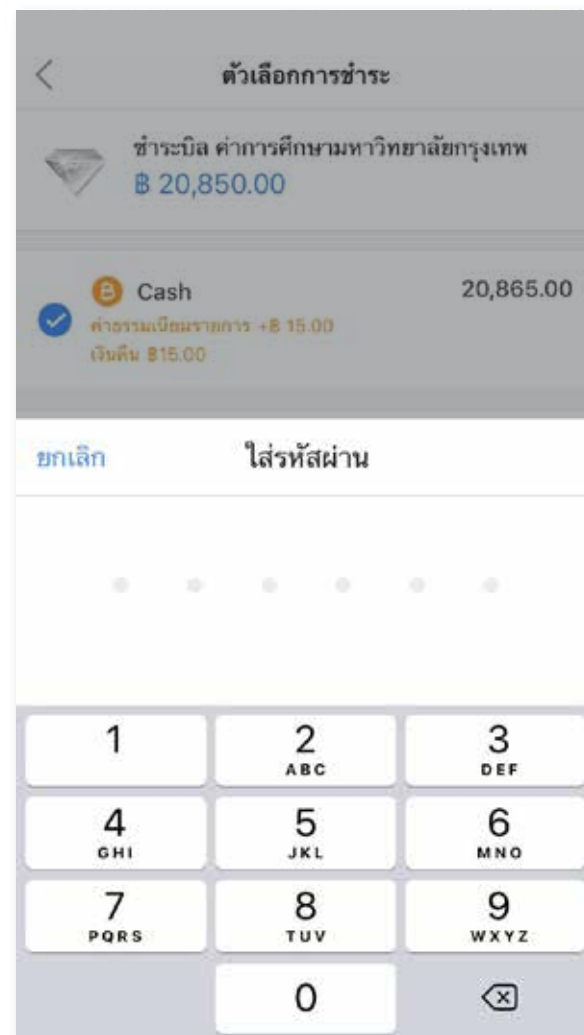 ตัวเลือกการชำระ
ชำระบิล ค่าการศึกษามหาวิทยาลัยกรุงเทพ
฿ 20,850.00
B Cash 20,865.00
ค่าธรรมเนียมรายการ +฿ 15.00
เงินคืน ฿15.00
ยกเลิก ใส่รหัสผ่าน
1 2 3
ABC DEF
4 5 6
GHI JKL MNO
7 8 9
PQRS TUV WXYZ
0